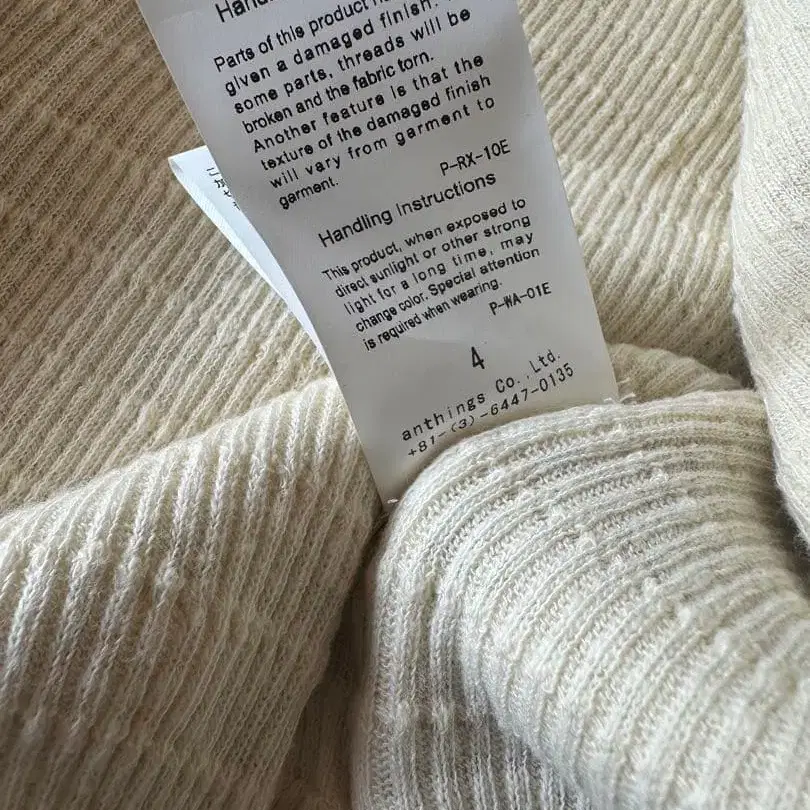 Parts of this product
given a damaged finish.
some parts, threads will be
broken and the fabric torn.
Another feature is that the
texture of the damaged finish
will vary from garment to
garment.
P-RX-10E
Handling Instructions
This product, when exposed to
direct sunlight or other strong
light for a long time, may
change color. Special attention
is required when wearing.
P-WA-01E
4
anthings Co.,Ltd.
+81-(3)-6447-0135